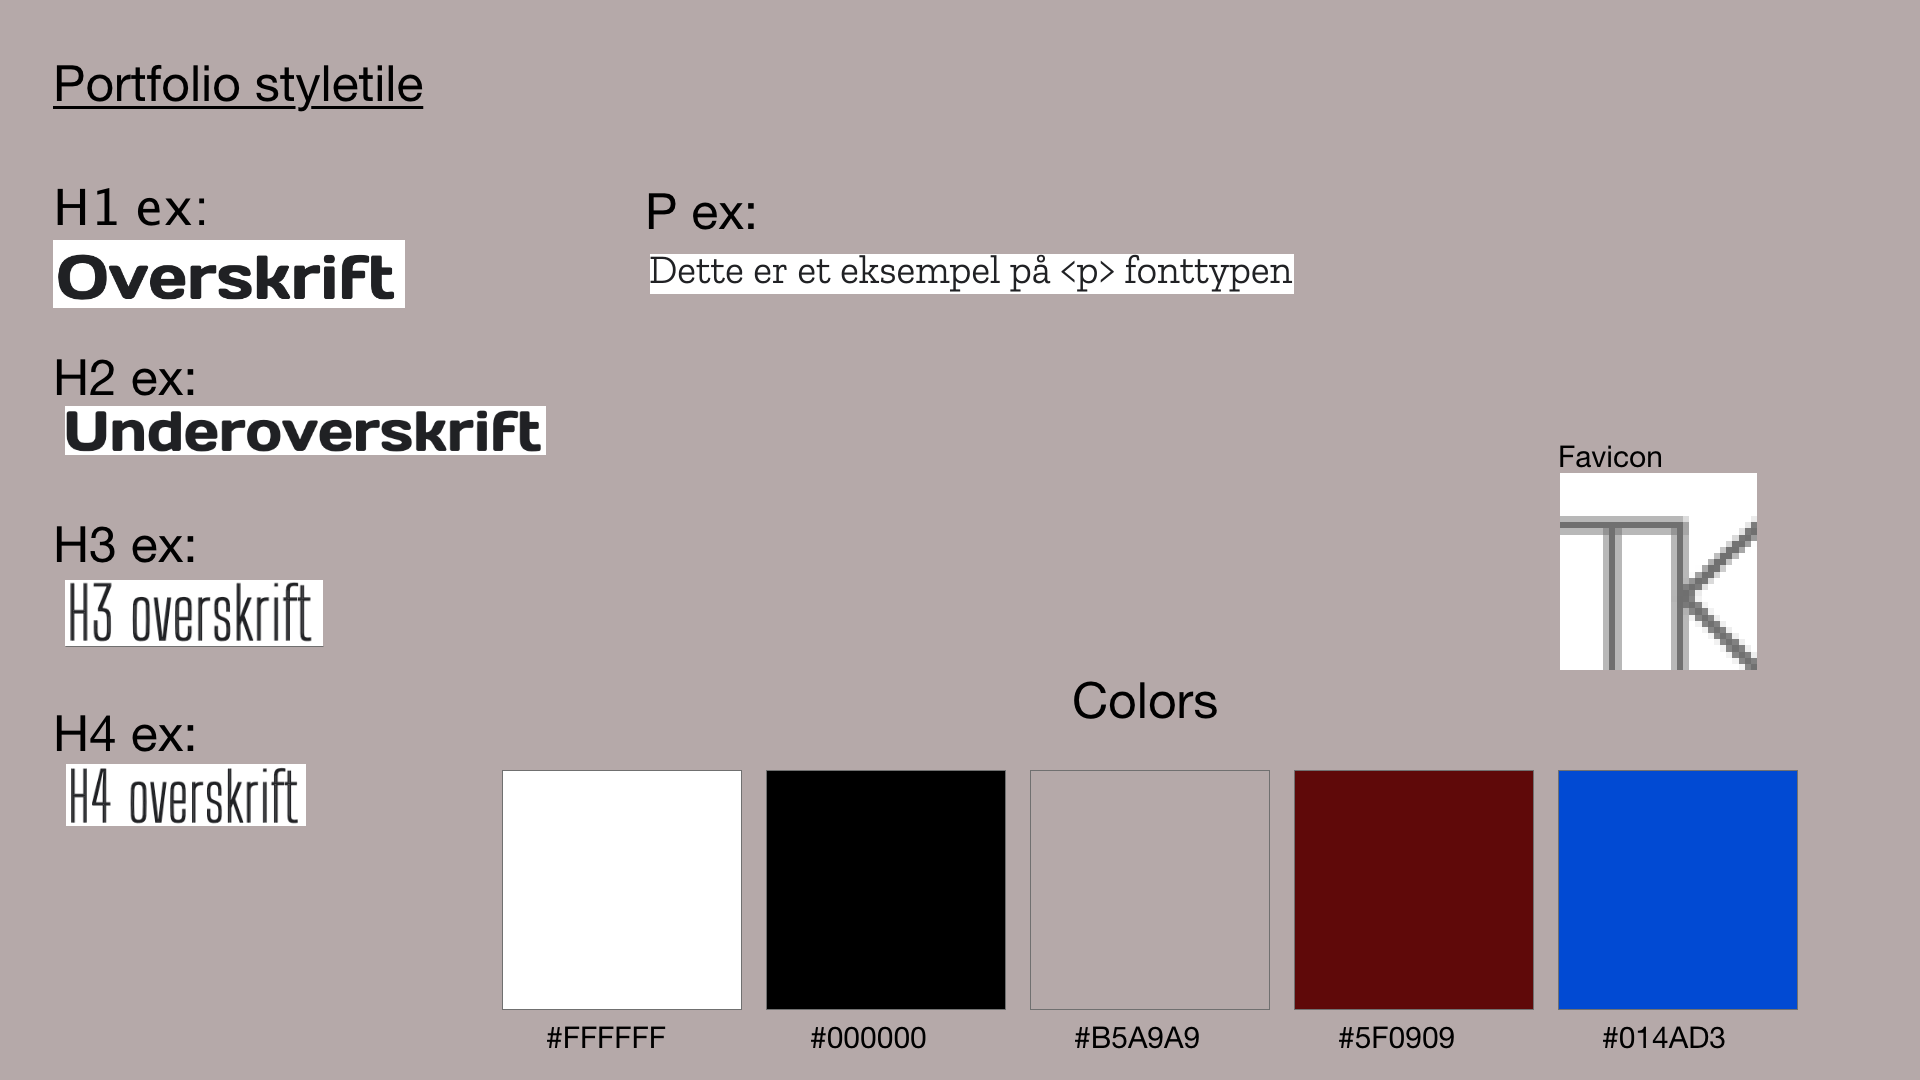 Portfolio styletile
H1 ex:
Overskrift
P ex:
Dette er et eksempel på <p> fonttypen
H2 ex:
Underoverskrift
H3 ex:
H3 overskrift
Favicon
TK
H4 ex:
H4 overskrift
Colors
#FFFFFF
#000000
#B5A9A9
#5F0909
#014AD3